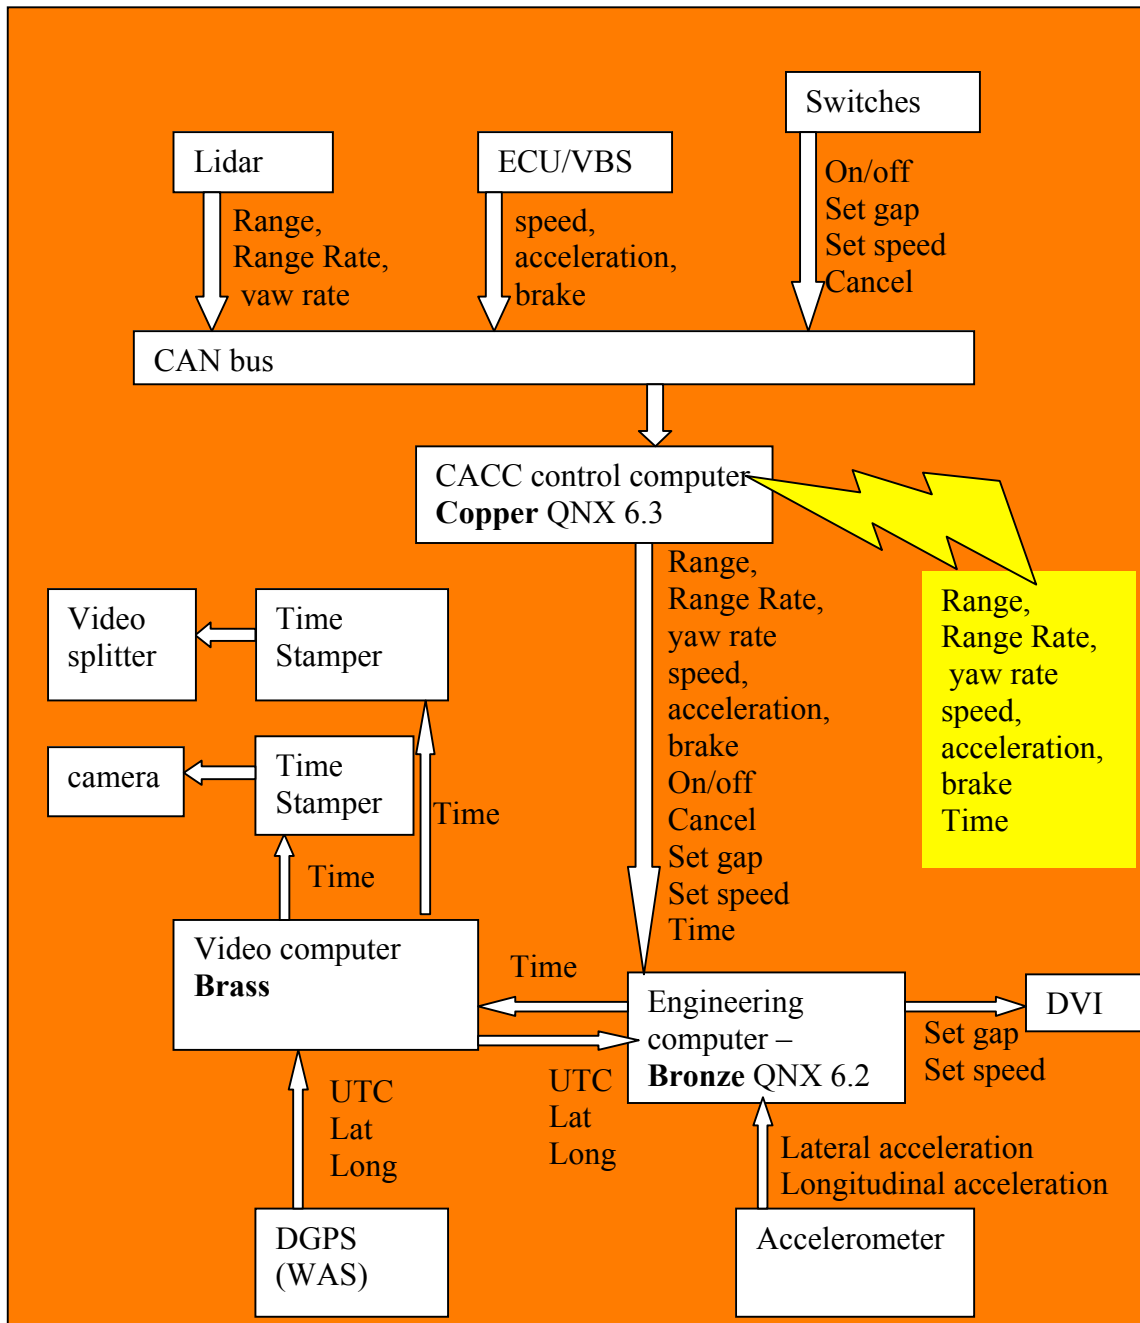 Switches
Lidar
ECU/VBS
On/off
Set gap
Set speed
Cancel
Range,
Range Rate,
vaw rate
speed,
acceleration,
brake
CAN bus
CACC control computer
Copper QNX 6.3
Range,
Range Rate,
yaw rate
speed,
acceleration,
brake
On/off
Cancel
Set gap
Set speed
Time
Range,
Range Rate,
yaw rate
speed,
acceleration,
brake
Time
Video
splitter
Time
Stamper
camera
Time
Stamper
Time
Time
Video computer
Brass
Time
Engineering
computer –
Bronze QNX 6.2
DVI
Set gap
Set speed
UTC
Lat
Long
UTC
Lat
Long
Lateral acceleration
Longitudinal acceleration
DGPS
(WAS)
Accelerometer